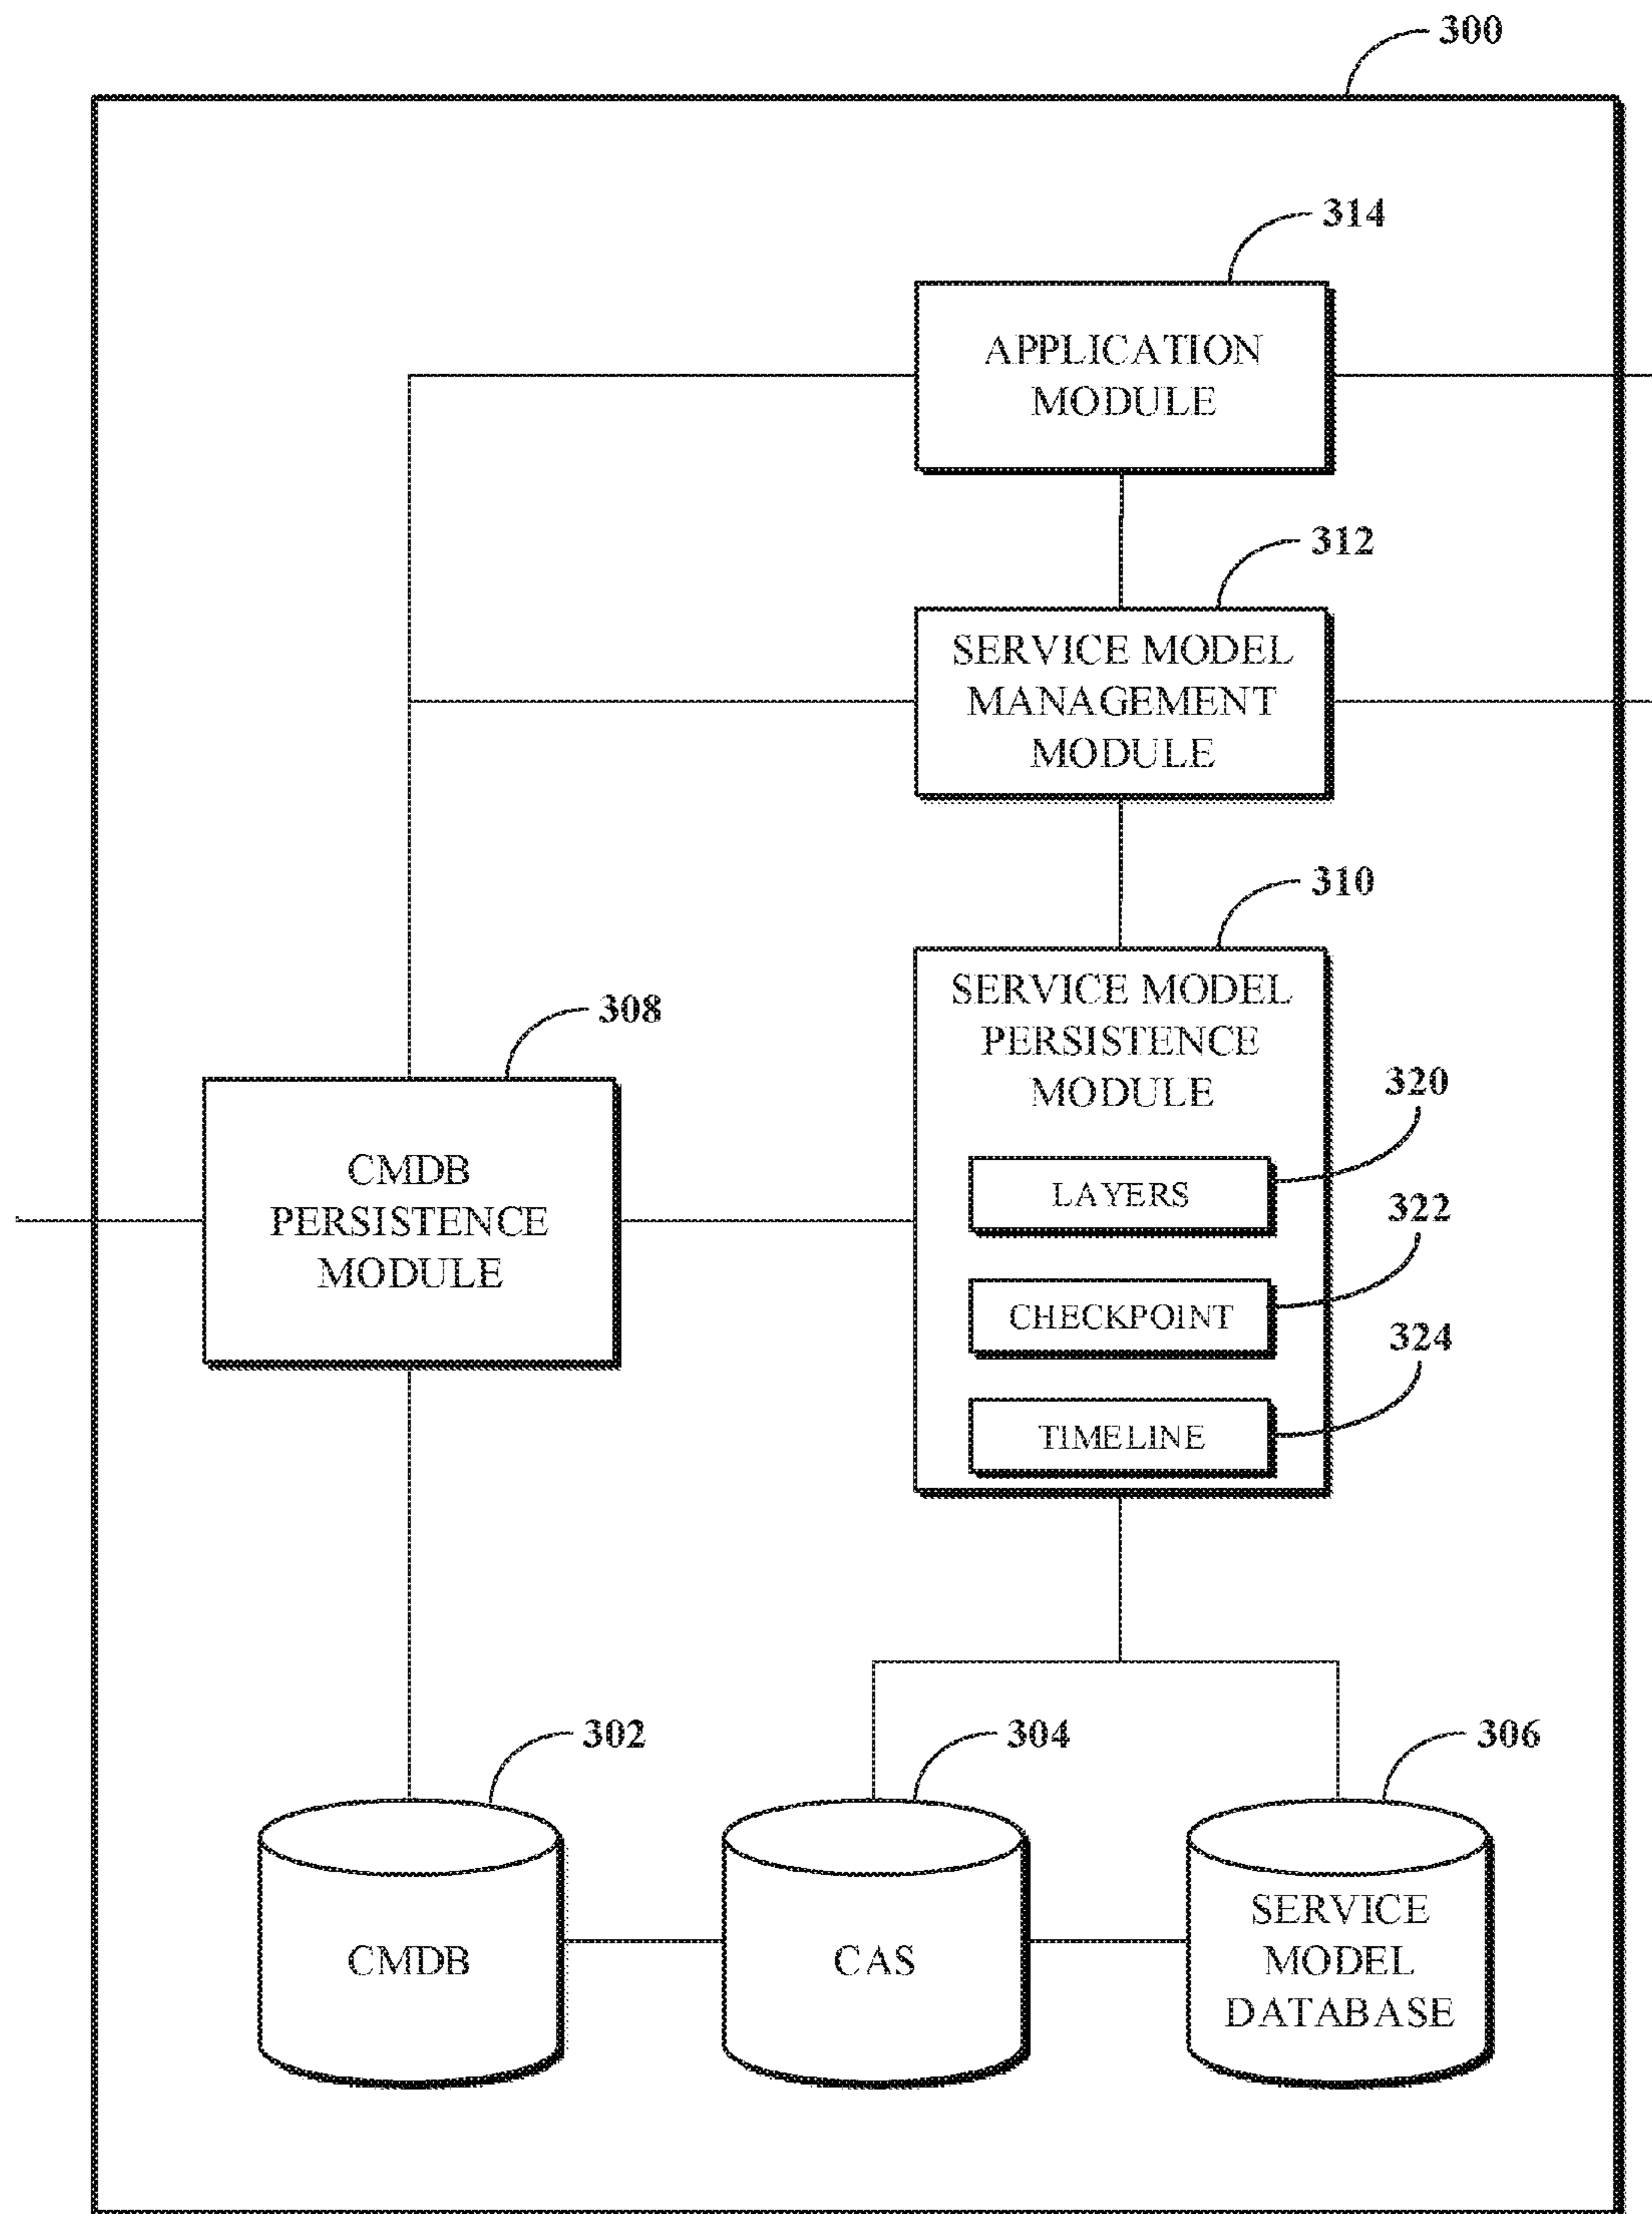 300
314
APPLICATION
MODULE
312
SERVICE MODEL
MANAGEMENT
MODULE
310
SERVICE MODEL
PERSISTENCE
MODULE
308
CMDB
PERSISTENCE
MODULE
320
LAYERS
322
CHECKPOINT
324
TIMELINE
302
CMDB
304
CAS
306
SERVICE
MODEL
DATABASE